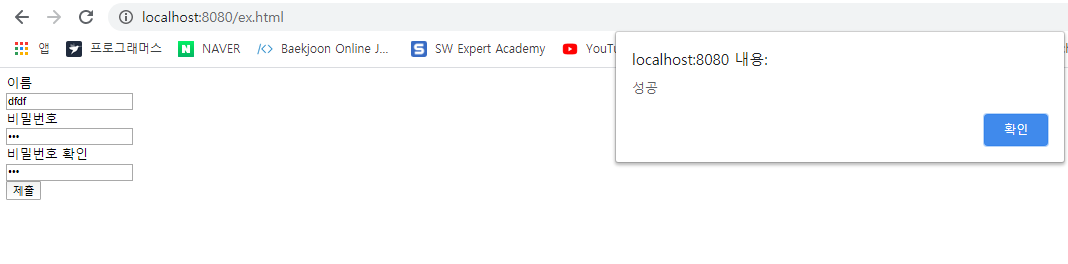 localhost:8080/ex.html
앱 프로그래머스 NAVER Baekjoon Online J... SW Expert Academy YouTu
localhost:8080 내용:
성공
확인
이름
dfdf
비밀번호
•••
비밀번호 확인
•••
제출